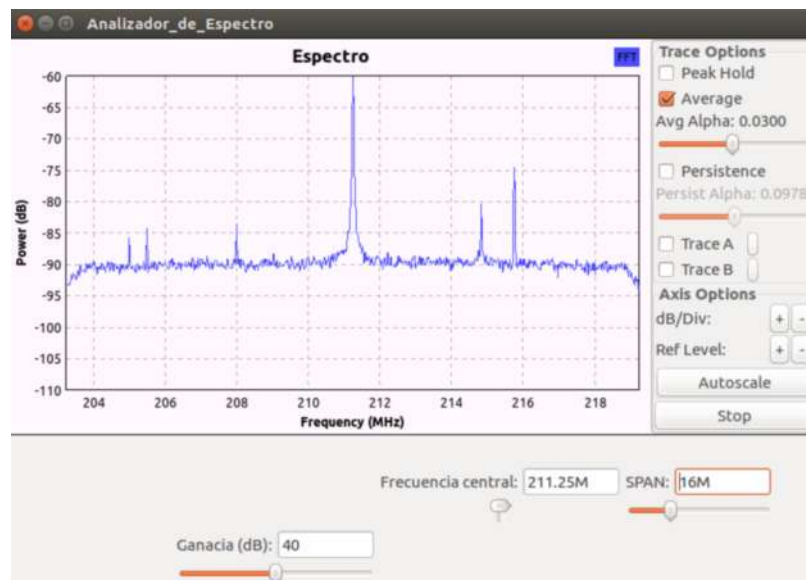 Analizador_de_Espectro
Espectro
FFT
Power (dB)
-60
-65
-70
-75
-80
-85
-90
-95
-100
-105
-110
204
206
208
210
212
214
216
218
Frequency (MHz)
Trace Options
Peak Hold
Average
Avg Alpha: 0.0300
Persistence
Persist Alpha: 0.0978
Trace A
Trace B
Axis Options
dB/Div:
+
-
Ref Level:
+
-
Autoscale
Stop
Frecuencia central: 211.25M
SPAN: 16M
Ganacia (dB): 40